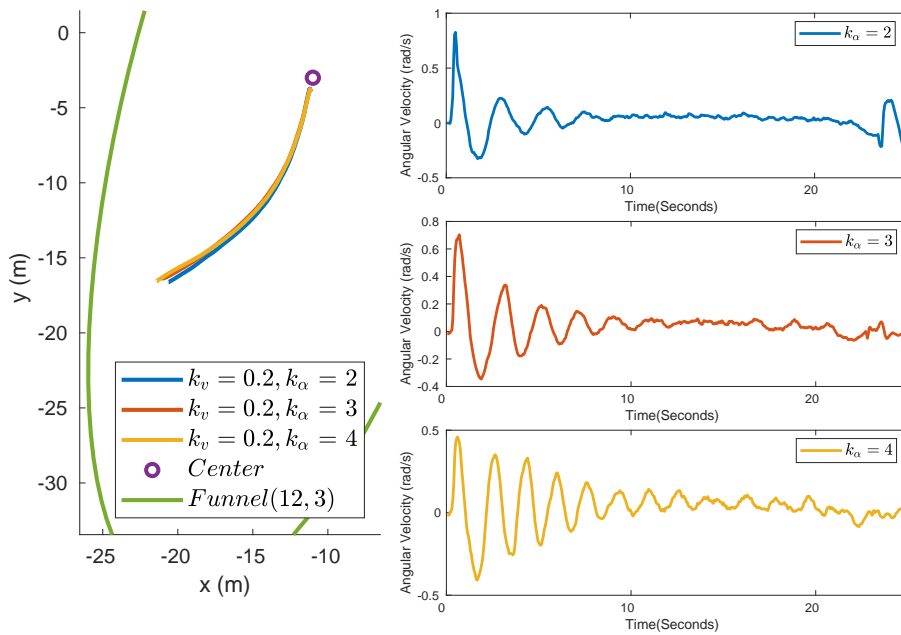 0
-5
-10
-15
-20
-25
-30
-25
-20
-15
-10
x (m)
y (m)
k_v = 0.2, k_α = 2
k_v = 0.2, k_α = 3
k_v = 0.2, k_α = 4
Center
Funnel(12, 3)
1
0.5
0
-0.5
0
10
20
Time(Seconds)
Angular Velocity (rad/s)
k_α = 2
0.8
0.6
0.4
0.2
0
-0.2
-0.4
0
10
20
Time(Seconds)
Angular Velocity (rad/s)
k_α = 3
0.5
0
-0.5
0
10
20
Time(Seconds)
Angular Velocity (rad/s)
k_α = 4